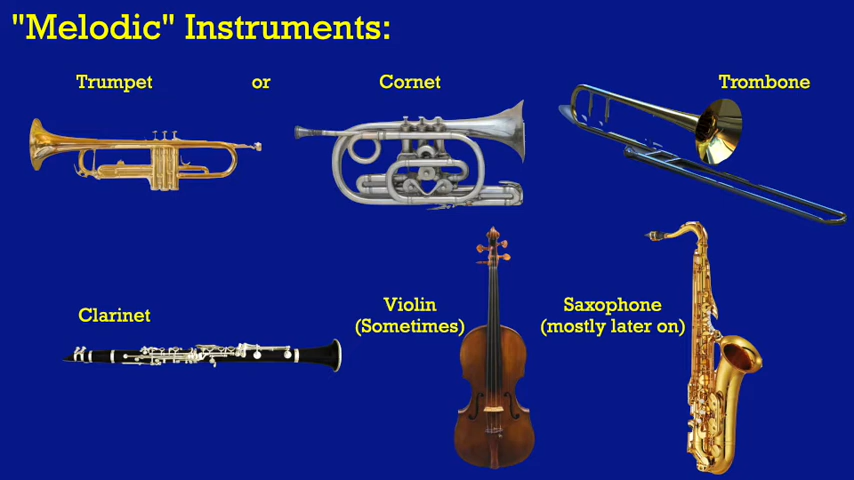 "Melodic" Instruments:
Trumpet or Cornet Trombone
Clarinet
Violin
(Sometimes)
Saxophone
(mostly later on)